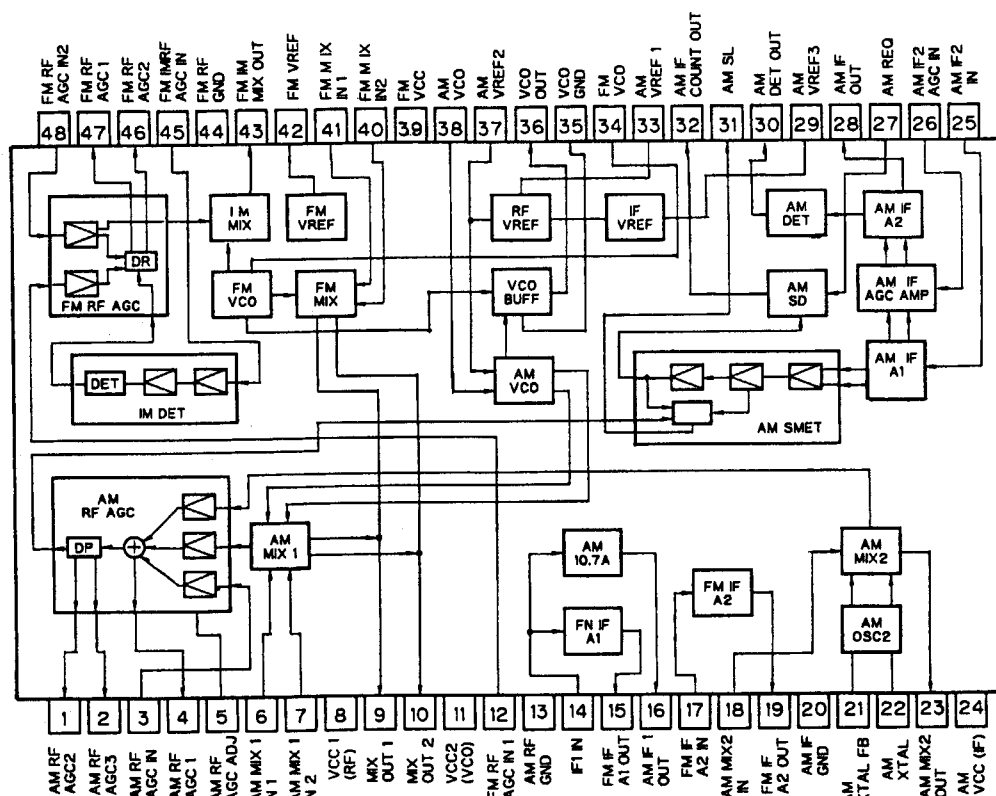 FM RF AGC IN2
FM RF AGC1
FM RF AGC2
FM IMRF AGC IN
FM RF GND
FM IM MIX OUT
FM VREF
FM MIX IN 1
FM MIX IN2
FM VCC
AM VCO
AM VREF2
VCO OUT
VCO GND
FM VCO
AM VREF 1
AM IF COUNT OUT
AM SL
AM DET OUT
AM VREF3
AM IF OUT
AM REQ
AM IF2 AGC IN
AM IF2 IN
48 47 46 45 44 43 42 41 40 39 38 37 36 35 34 33 32 31 30 29 28 27 26 25
DR
FM RF AGC
IM MIX
FM VREF
RF VREF
IF VREF
AM DET
AM IF A2
FM VCO
FM MIX
VCO BUFF
AM SD
AM IF AGC AMP
DET
IM DET
AM VCO
AM IF A1
AM SMET
AM RF AGC
DP
AM MIX 1
AM 10.7A
FN IF A1
FM IF A2
AM MIX2
AM OSC2
1 2 3 4 5 6 7 8 9 10 11 12 13 14 15 16 17 18 19 20 21 22 23 24
AM RF AGC2
AM RF AGC3
AM RF AGC IN
AM RF AGC 1
AM RF AGC ADJ
AM MIX 1 IN 1
AM MIX 1 IN 2
VCC 1 (RF)
MIX OUT 1
MIX OUT 2
VCC2 (VCO)
FM RF AGC IN 1
AM RF GND
IF1 IN
FM IF A1 OUT
AM IF 1 OUT
FM IF A2 IN
AM MIX2 IN
FM IF A2 OUT
AM IF GND
AM XTAL FB
AM XTAL
AM MIX2 OUT
AM VCC (IF)